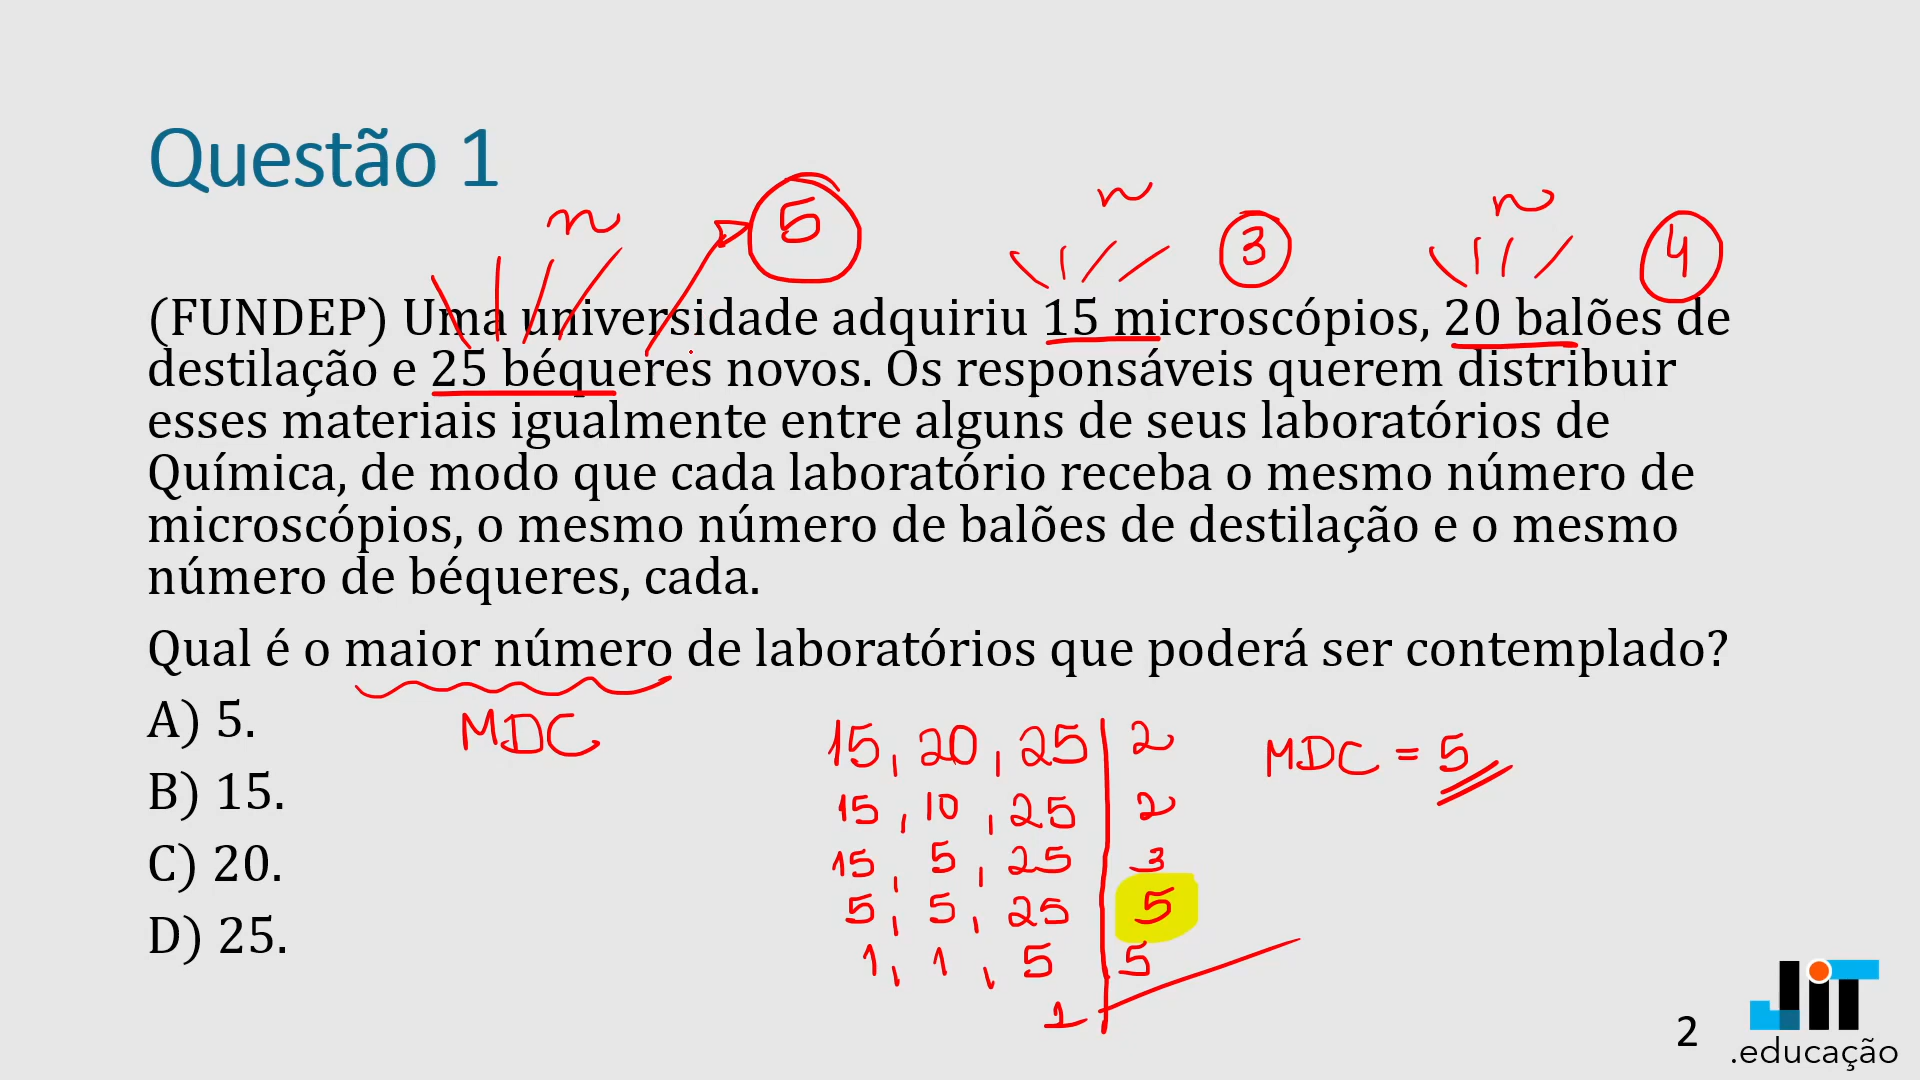 Questão 1
n 5 n 3 n 4
(FUNDEP) Uma universidade adquiriu 15 microscópios, 20 balões de
destilação e 25 béqueres novos. Os responsáveis querem distribuir
esses materiais igualmente entre alguns de seus laboratórios de
Química, de modo que cada laboratório receba o mesmo número de
microscópios, o mesmo número de balões de destilação e o mesmo
número de béqueres, cada.
Qual é o maior número de laboratórios que poderá ser contemplado?
A) 5.
B) 15.
C) 20.
D) 25.
MDC
15, 20, 25 | 2
15, 10, 25 | 2
15, 5, 25 | 3
5, 5, 25 | 5
1, 1, 5 | 5
1
MDC = 5
2
JiT
.educação